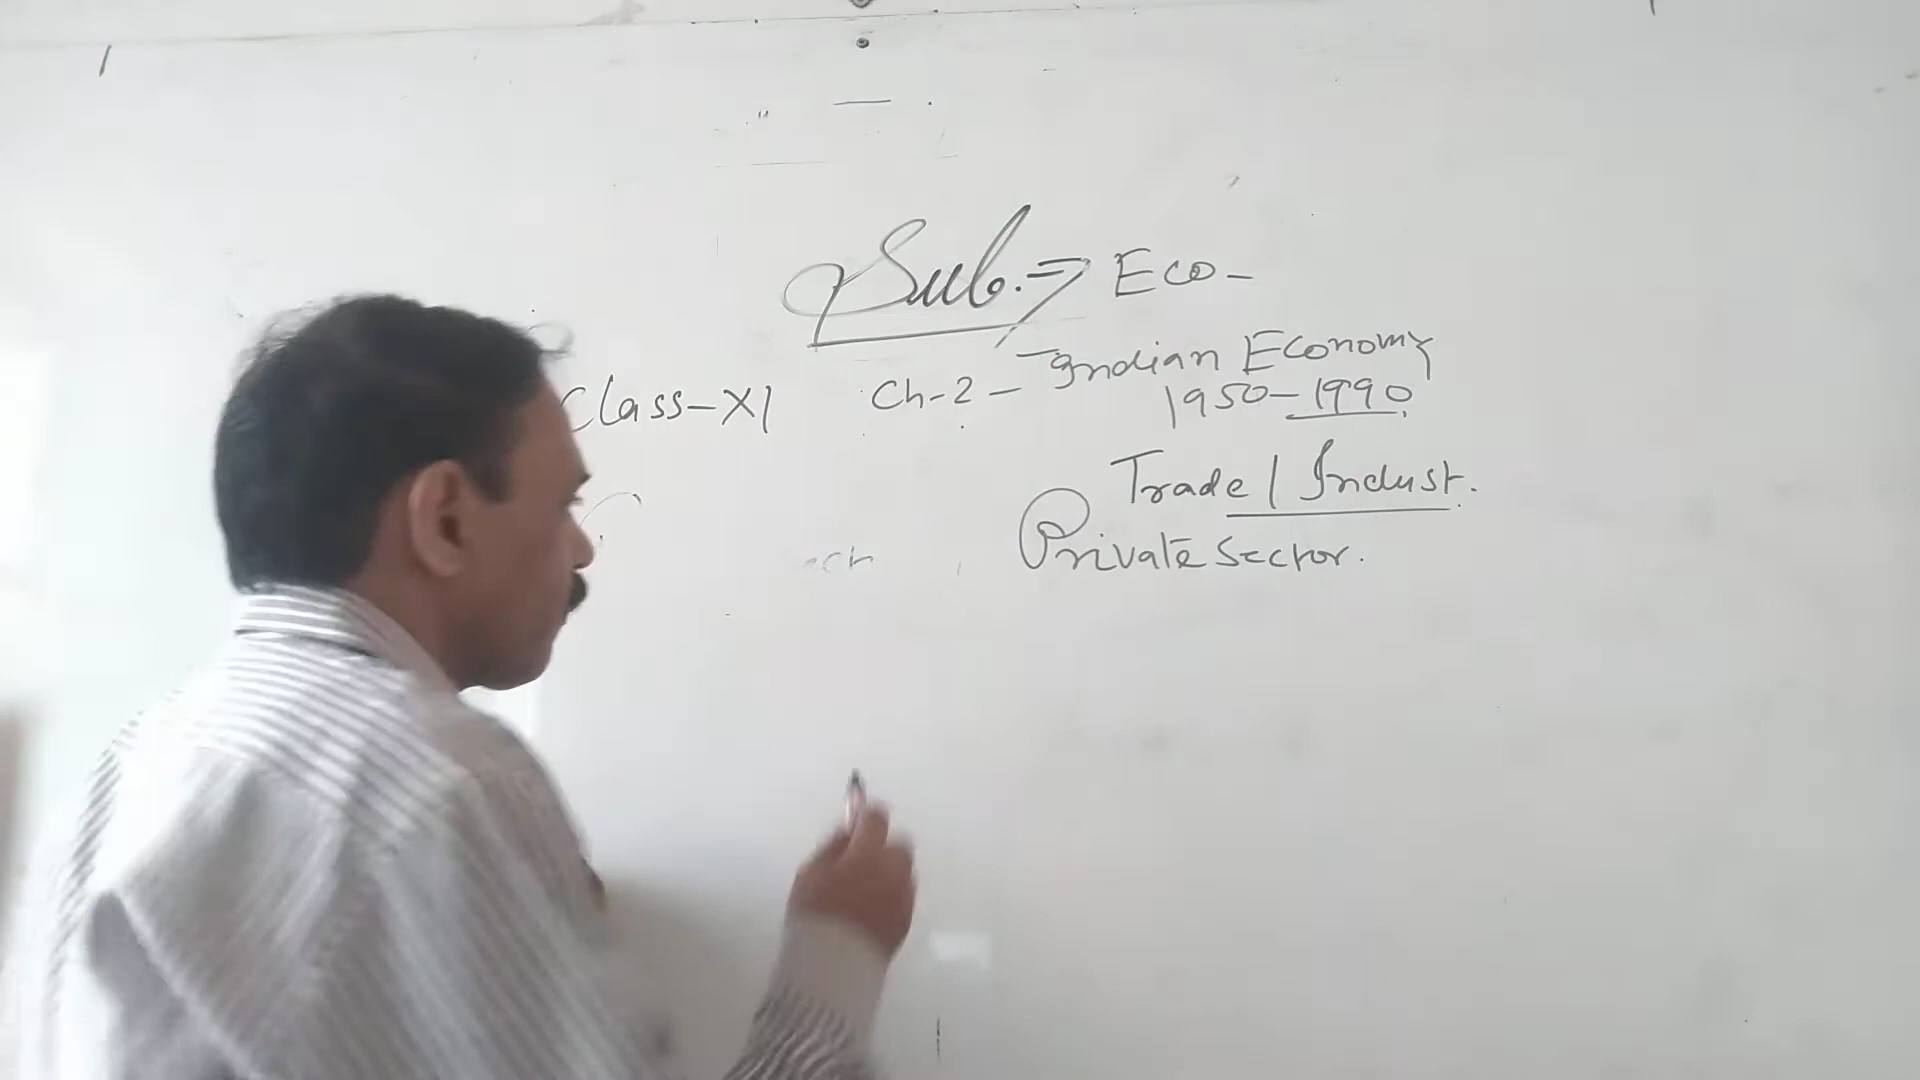 Sub. ⇒ Eco-
Class-XI Ch-2 - Indian Economy
1950-1990
Trade / Indust.
Private Sector.